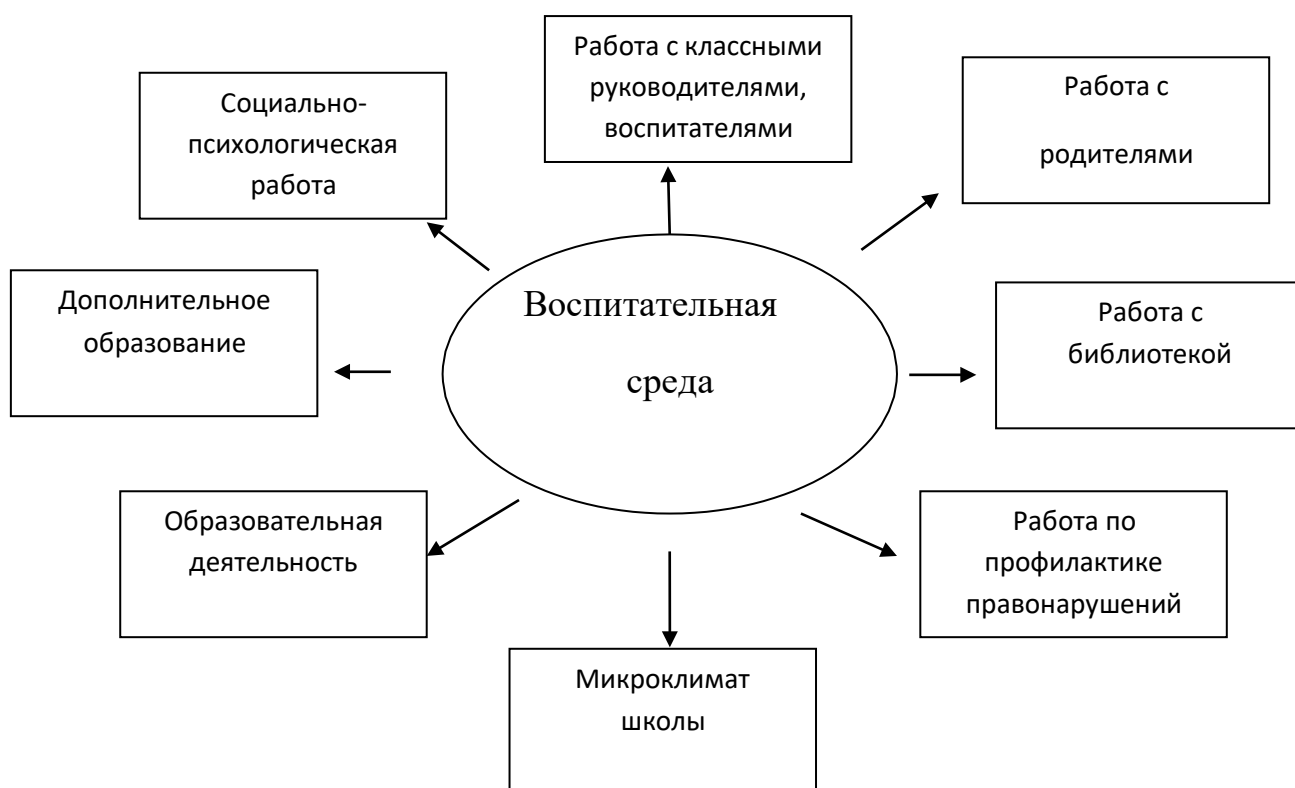 Работа с классными
руководителями,
воспитателями
Социально-
психологическая
работа
Работа с
родителями
Дополнительное
образование
Воспитательная
среда
Работа с
библиотекой
Образовательная
деятельность
Работа по
профилактике
правонарушений
Микроклимат
школы